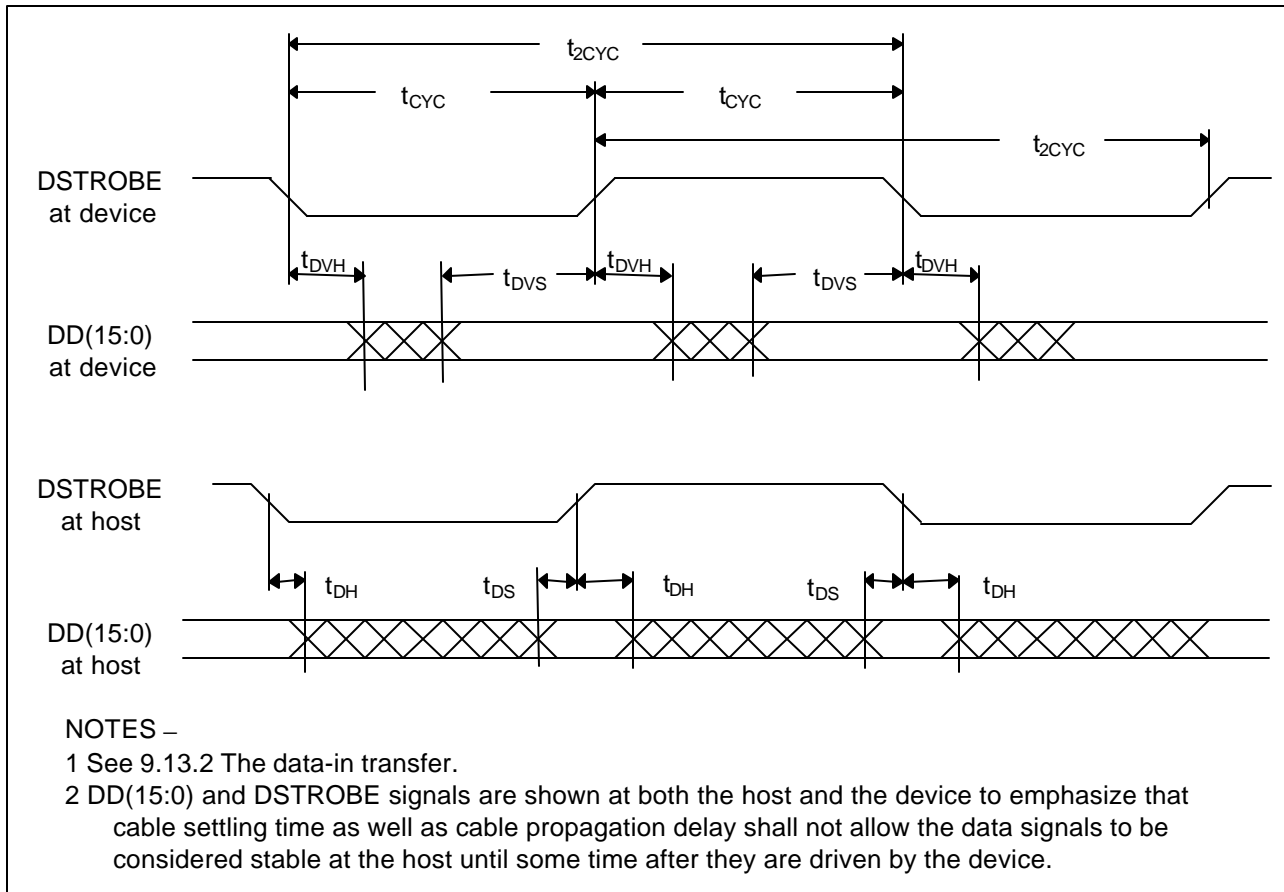 t2CYC
tCYC tCYC
t2CYC
DSTROBE
at device
tDVH tDVS tDVH tDVS tDVH
DD(15:0)
at device
DSTROBE
at host
tDH tDS tDH tDS tDH
DD(15:0)
at host
NOTES –
1 See 9.13.2 The data-in transfer.
2 DD(15:0) and DSTROBE signals are shown at both the host and the device to emphasize that
cable settling time as well as cable propagation delay shall not allow the data signals to be
considered stable at the host until some time after they are driven by the device.